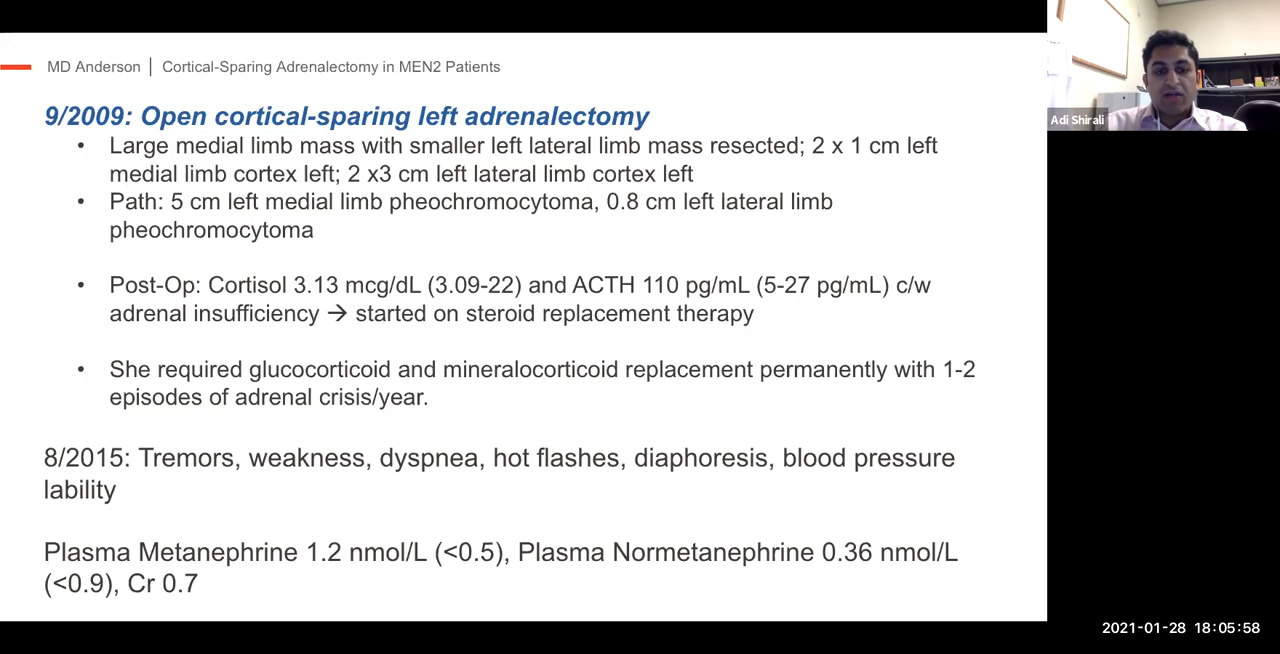 MD Anderson | Cortical-Sparing Adrenalectomy in MEN2 Patients
Adi Shirali
9/2009: Open cortical-sparing left adrenalectomy
• Large medial limb mass with smaller left lateral limb mass resected; 2 x 1 cm left
medial limb cortex left; 2 x3 cm left lateral limb cortex left
• Path: 5 cm left medial limb pheochromocytoma, 0.8 cm left lateral limb
pheochromocytoma
• Post-Op: Cortisol 3.13 mcg/dL (3.09-22) and ACTH 110 pg/mL (5-27 pg/mL) c/w
adrenal insufficiency → started on steroid replacement therapy
• She required glucocorticoid and mineralocorticoid replacement permanently with 1-2
episodes of adrenal crisis/year.
8/2015: Tremors, weakness, dyspnea, hot flashes, diaphoresis, blood pressure
lability
Plasma Metanephrine 1.2 nmol/L (<0.5), Plasma Normetanephrine 0.36 nmol/L
(<0.9), Cr 0.7
2021-01-28 18:05:58